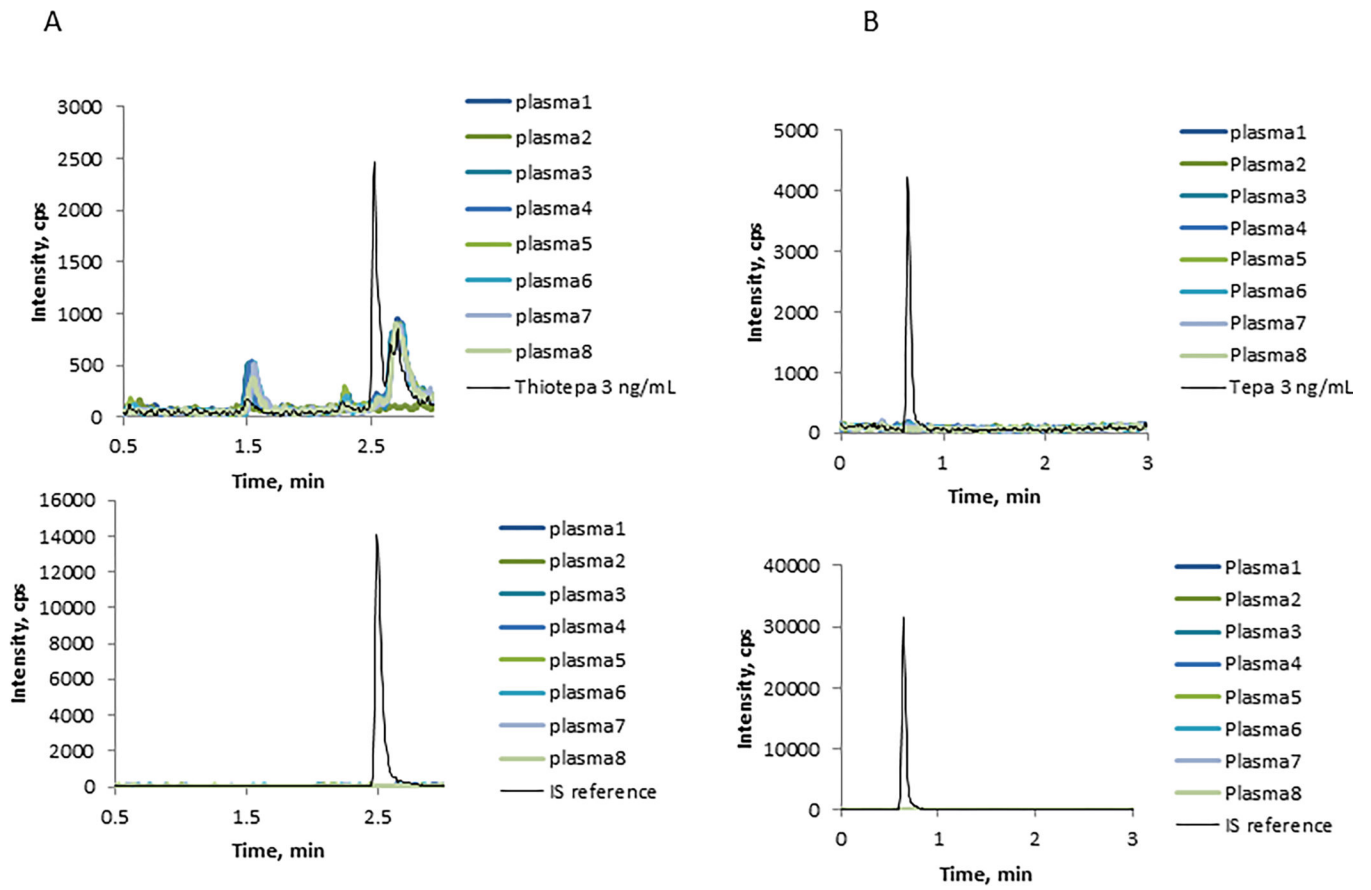 A
B
3000
2500
2000
1500
1000
500
0
Intensity, cps
0.5
1.5
2.5
Time, min
plasma1
plasma2
plasma3
plasma4
plasma5
plasma6
plasma7
plasma8
Thiotepa 3 ng/mL
5000
4000
3000
2000
1000
0
Intensity, cps
0
1
2
3
Time, min
plasma1
Plasma2
Plasma3
Plasma4
Plasma5
Plasma6
Plasma7
Plasma8
Tepa 3 ng/mL
16000
14000
12000
10000
8000
6000
4000
2000
0
Intensity, cps
0.5
1.5
2.5
Time, min
plasma1
plasma2
plasma3
plasma4
plasma5
plasma6
plasma7
plasma8
IS reference
40000
30000
20000
10000
0
Intensity, cps
0
1
2
3
Time, min
Plasma1
Plasma2
Plasma3
Plasma4
Plasma5
Plasma6
Plasma7
Plasma8
IS reference